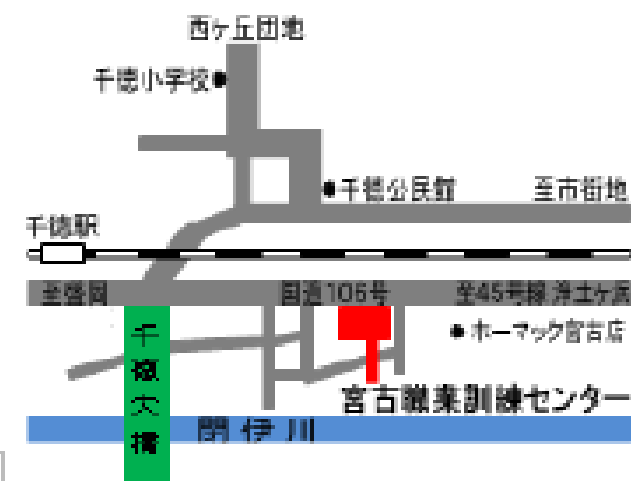 西ヶ丘団地
千徳小学校
千徳公民館
至市街地
千徳駅
至盛岡
国道106号
至45号線 浄土ヶ浜
ホーマック宮古店
千徳大橋
宮古職業訓練センター
閉伊川